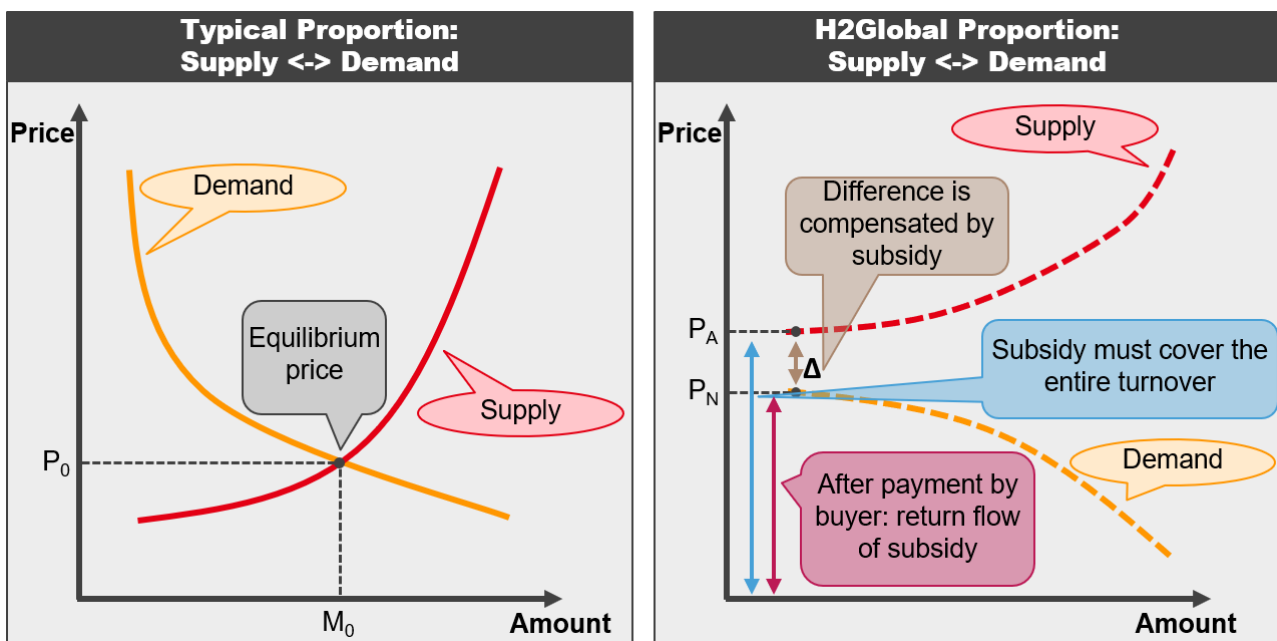 Typical Proportion:
Supply <-> Demand
Price
Demand
Equilibrium
price
Supply
P0
M0
Amount
H2Global Proportion:
Supply <-> Demand
Price
Supply
Difference is
compensated by
subsidy
PA
Δ
PN
Subsidy must cover the
entire turnover
Demand
After payment by
buyer: return flow
of subsidy
Amount